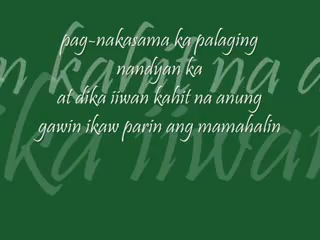 pag-nakasama ka palaging
nandyan ka
at dika iiwan kahit na anung
gawin ikaw parin ang mamahalin